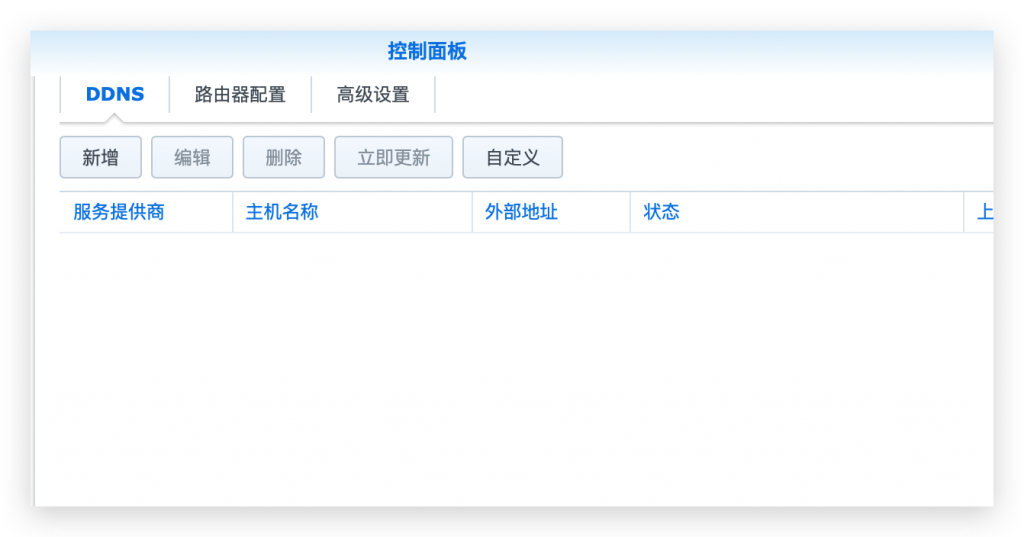 控制面板
DDNS 路由器配置 高级设置
新增 编辑 删除 立即更新 自定义
服务提供商 主机名称 外部地址 状态 上